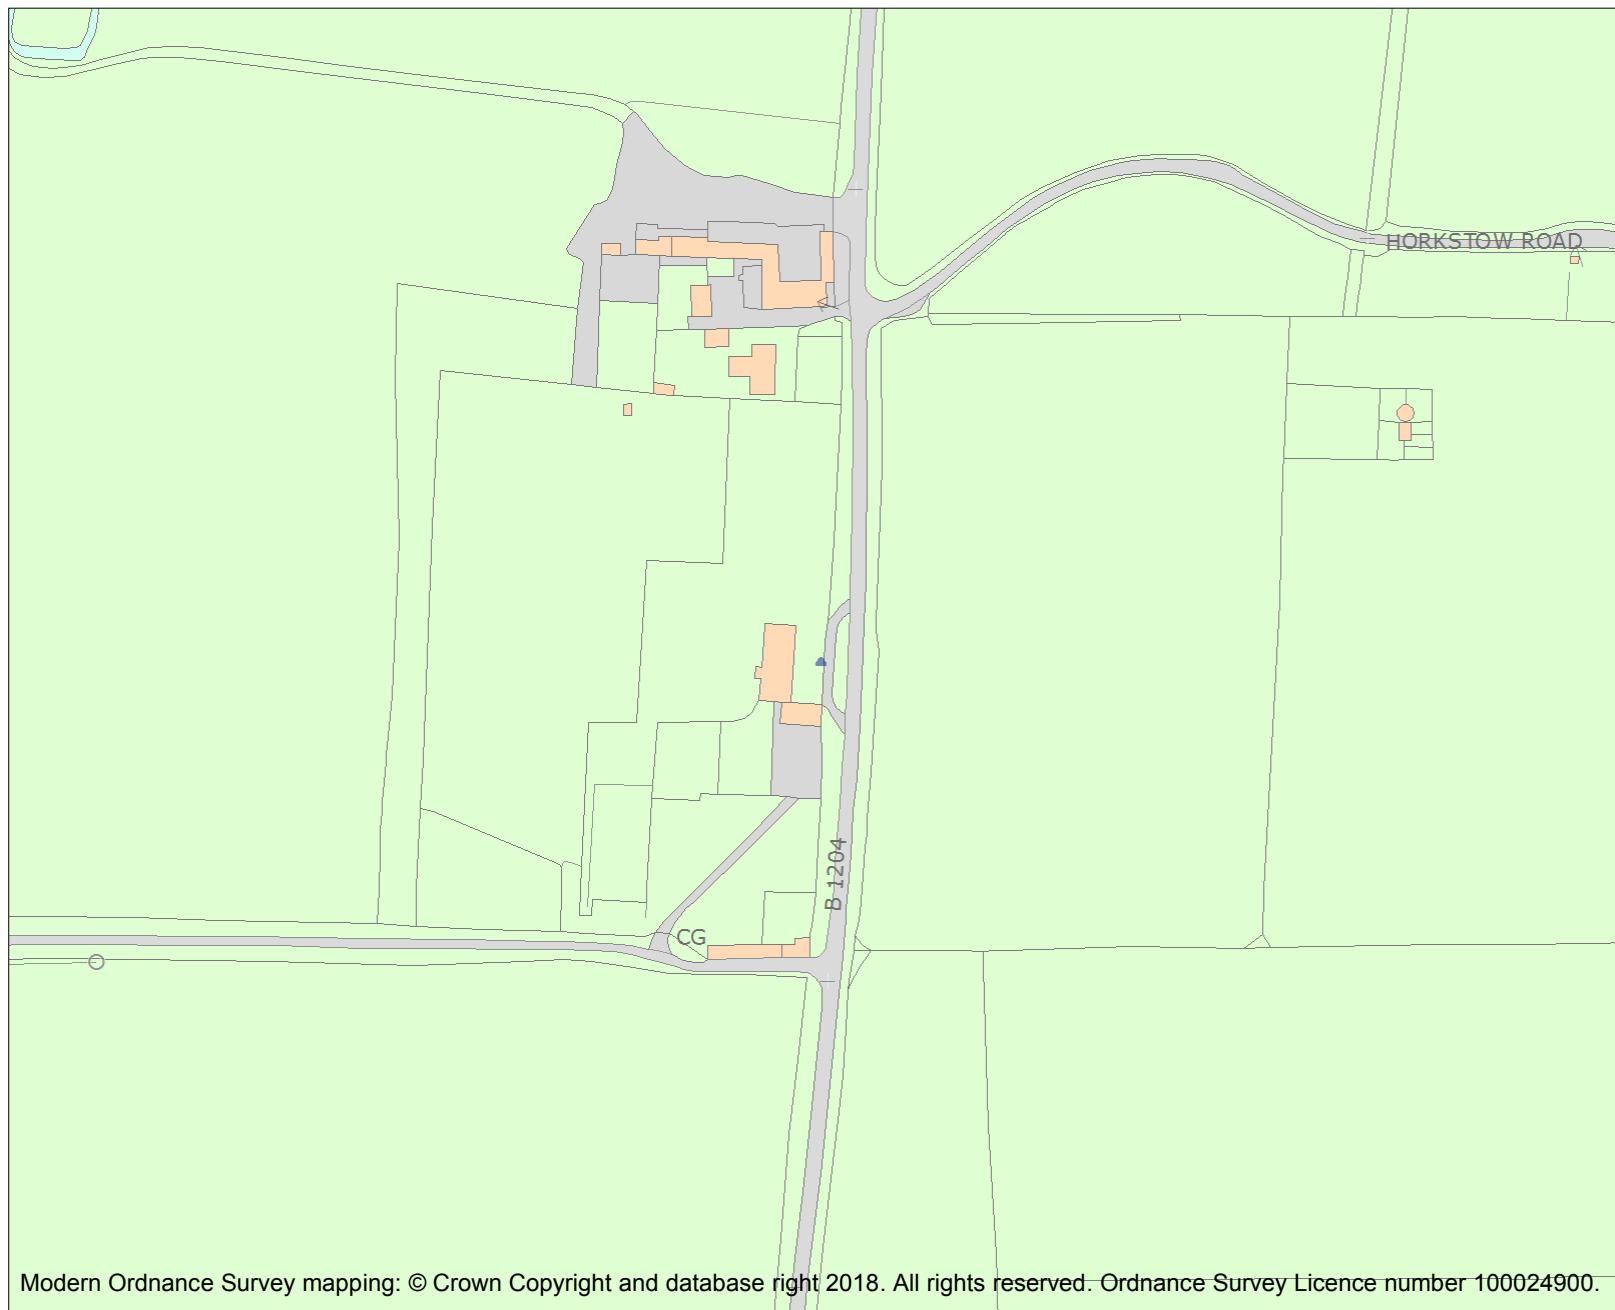 HORKSTOW ROAD
B 1204
CG
Modern Ordnance Survey mapping: © Crown Copyright and database right 2018. All rights reserved. Ordnance Survey Licence number 100024900.